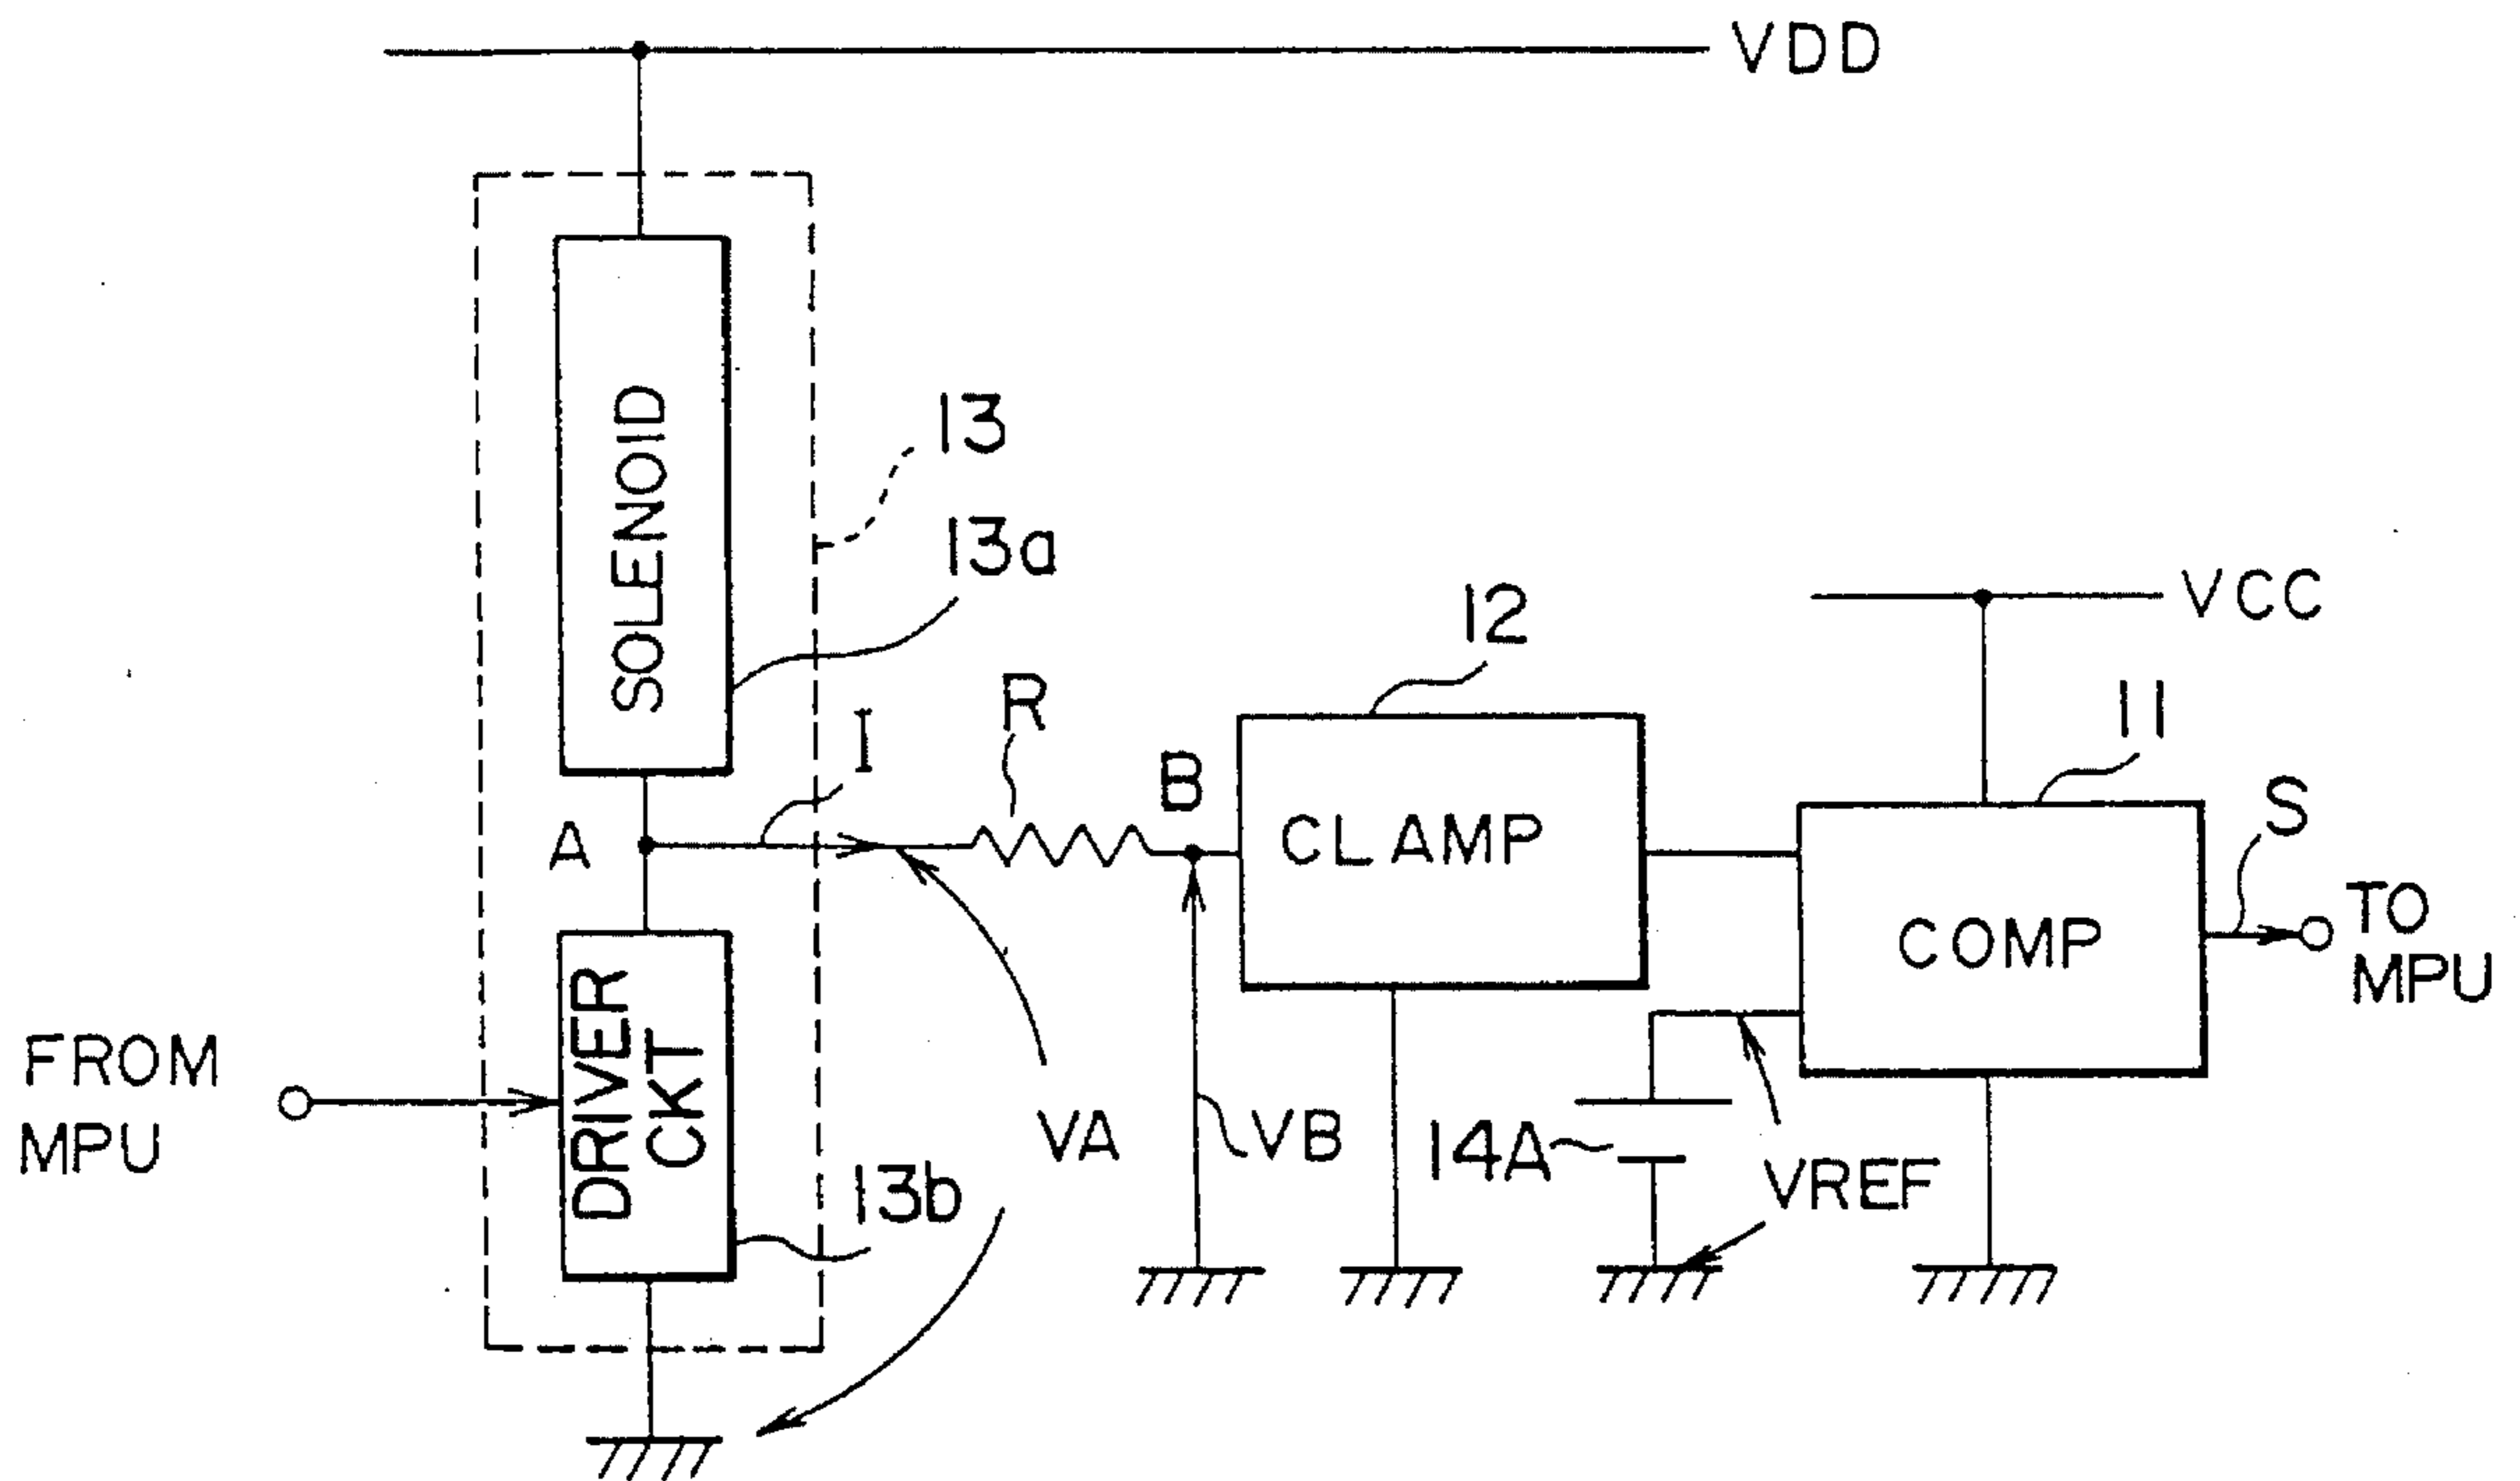 VDD
SOLENOID
13
13a
VCC
12
11
R
I
B
S
A
CLAMP
COMP
TO
MPU
FROM
MPU
DRIVER
CKT
VA
VB
14A
VREF
13b